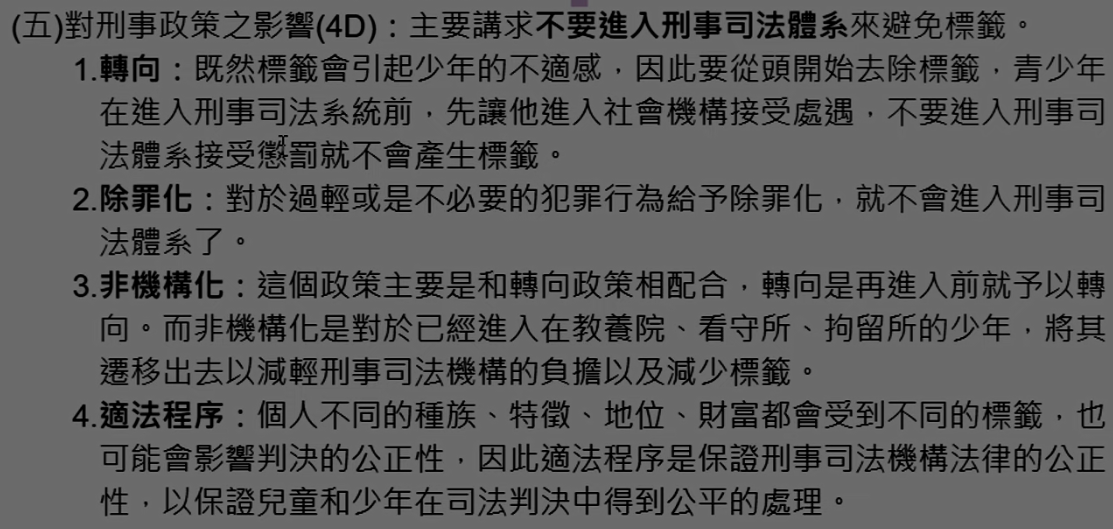 (五)對刑事政策之影響(4D)：主要講求不要進入刑事司法體系來避免標籤。
1.轉向：既然標籤會引起少年的不適感，因此要從頭開始去除標籤，青少年
在進入刑事司法系統前，先讓他進入社會機構接受處遇，不要進入刑事司
法體系接受懲罰就不會產生標籤。
2.除罪化：對於過輕或是不必要的犯罪行為給予除罪化，就不會進入刑事司
法體系了。
3.非機構化：這個政策主要是和轉向政策相配合，轉向是再進入前就予以轉
向。而非機構化是對於已經進入在教養院、看守所、拘留所的少年，將其
遷移出去以減輕刑事司法機構的負擔以及減少標籤。
4.適法程序：個人不同的種族、特徵、地位、財富都會受到不同的標籤，也
可能會影響判決的公正性，因此適法程序是保證刑事司法機構法律的公正
性，以保證兒童和少年在司法判決中得到公平的處理。